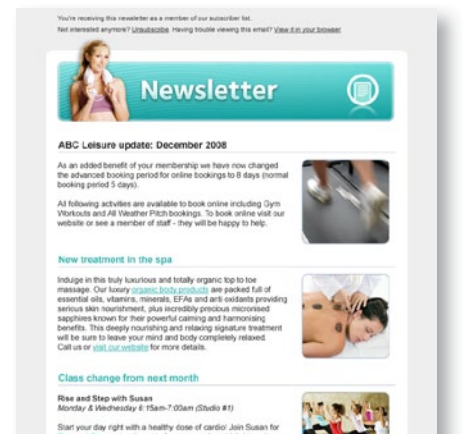 You're receiving this newsletter as a member of our subscriber list.
Not interested anymore? Unsubscribe. Having trouble viewing this email? View it in your browser
Newsletter
ABC Leisure update: December 2008
As an added benefit of your membership we have now changed
the advanced booking period for online bookings to 8 days (normal
booking period 5 days).
All following activities are available to book online including Gym
Workouts and All Weather Pitch bookings. To book online visit our
website or see a member of staff - they will be happy to help.
New treatment in the spa
Indulge in this truly luxurious and totally organic top to toe
massage. Our luxury organic body products are packed full of
essential oils, vitamins, minerals, EFAs and anti oxidants providing
serious skin nourishment, plus incredibly precious micronised
sapphires known for their powerful calming and harmonising
benefits. This deeply nourishing and relaxing signature treatment
will be sure to leave your mind and body completely relaxed.
Call us or visit our website for more details.
Class change from next month
Rise and Step with Susan
Monday & Wednesday 6:15am-7:00am (Studio #1)
Start your day right with a healthy dose of cardio! Join Susan for